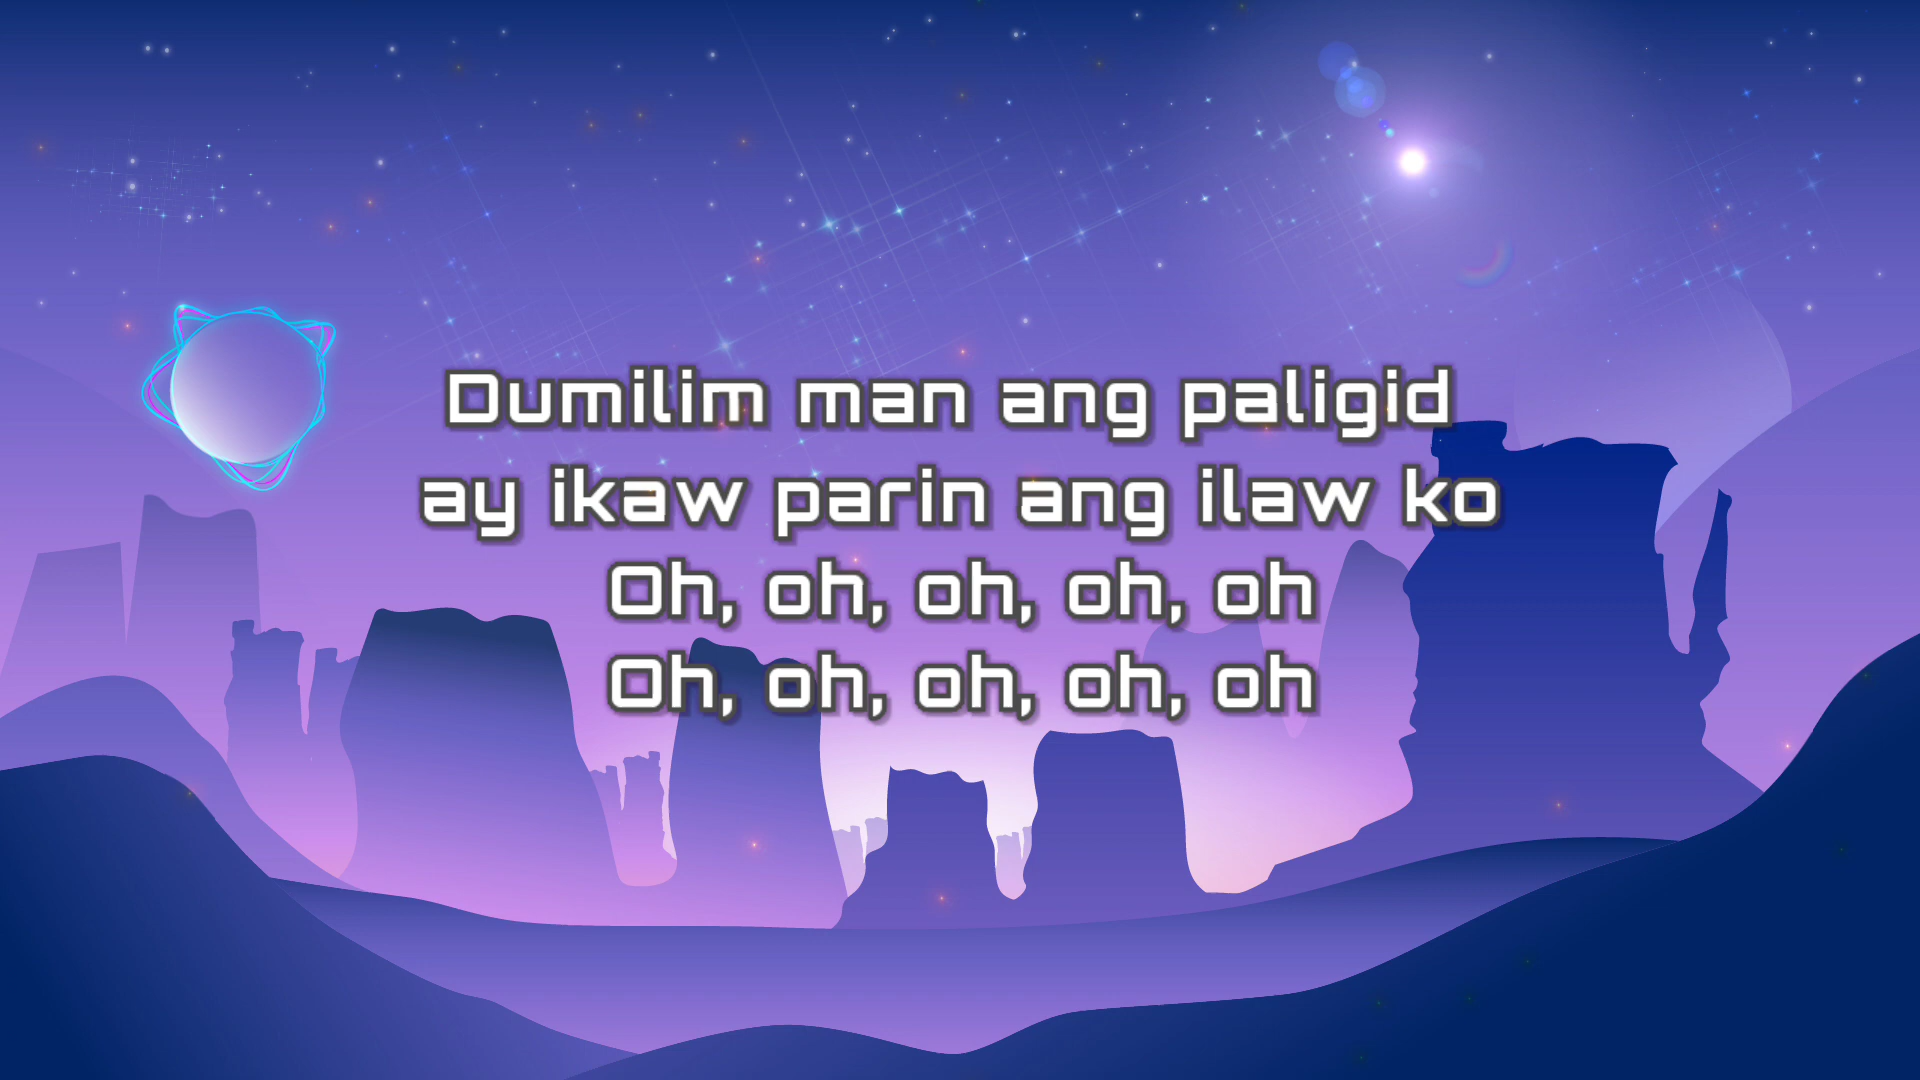 Dumilim man ang paligid
ay ikaw parin ang ilaw ko
Oh, oh, oh, oh, oh
Oh, oh, oh, oh, oh